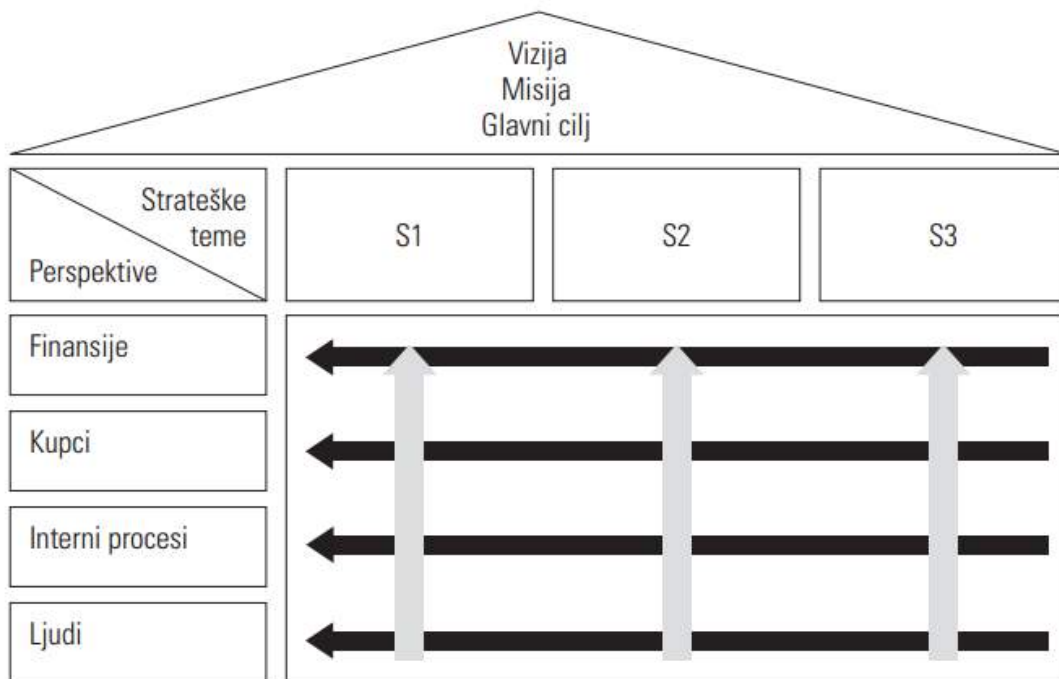 Vizija
Misija
Glavni cilj
Strateške
teme
Perspektive
S1
S2
S3
Finansije
Kupci
Interni procesi
Ljudi